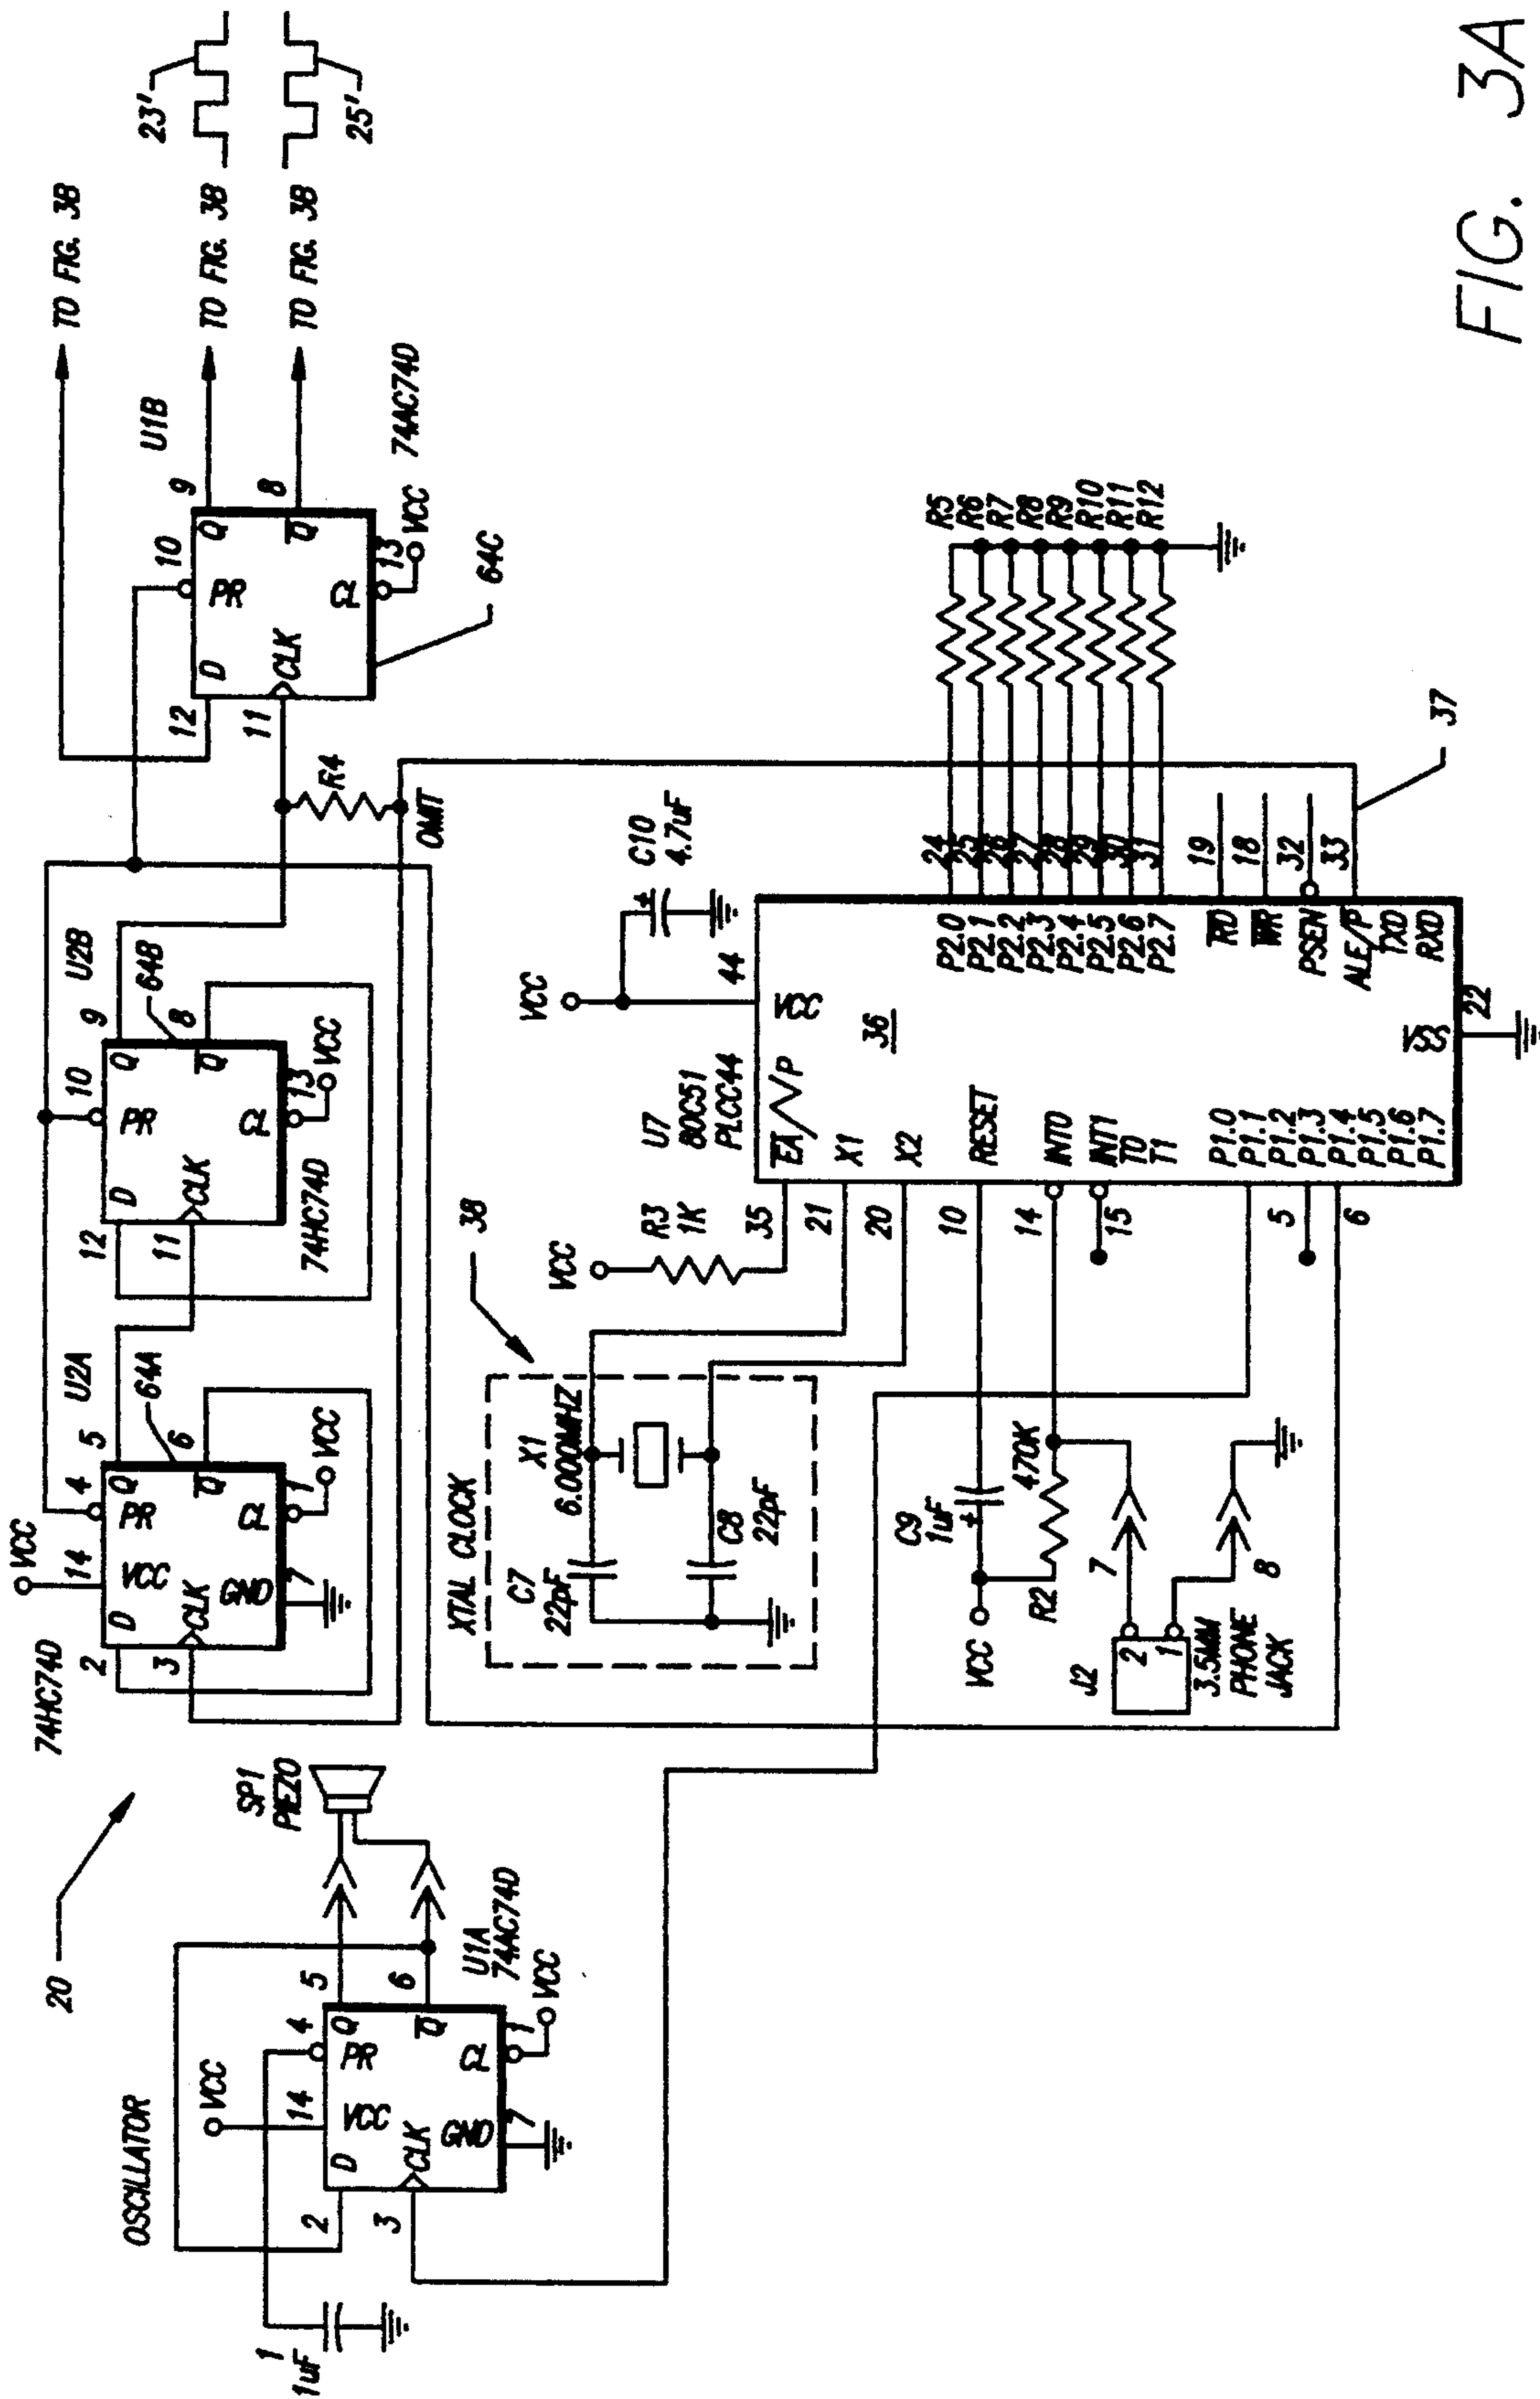 20
OSCILLATOR
VCC
1
1uF
14
4
VCC
PR
D
Q
5
2
CLK
3
GND
Q
6
CL
7
1
VCC
U1A
74AC74D
SP1
PIEZO
74HC74D
VCC
14
4
VCC
PR
D
Q
5
U2A
64A
2
CLK
3
GND
Q
6
CL
7
1
VCC
10
PR
D
Q
9
U2B
64B
12
CLK
11
Q
8
CL
13
VCC
74HC74D
R4
OMIT
10
PR
D
Q
9
U1B
12
CLK
11
Q
8
CL
13
VCC
74AC74D
64C
TO FIG. 3B
TO FIG. 3B
TO FIG. 3B
23'
25'
XTAL CLOCK
38
X1
6.000MHZ
C7
22pF
C8
22pF
VCC
R3
1K
U7
80C51
PLCC44
VCC
C10
4.7uF
44
VCC
36
35
EA/VP
21
X1
20
X2
10
RESET
14
INT0
15
INT1
T0
T1
P1.0
P1.1
P1.2
5
P1.3
6
P1.4
P1.5
P1.6
P1.7
C9
1uF
VCC
R2
470K
J2
2
1
7
8
3.5MM
PHONE
JACK
P2.0
24
R5
P2.1
25
R6
P2.2
26
R7
P2.3
27
R8
P2.4
28
R9
P2.5
29
R10
P2.6
30
R11
P2.7
31
R12
RD
19
WR
18
PSEN
32
ALE/P
33
TXD
RXD
VSS
22
37
FIG. 3A